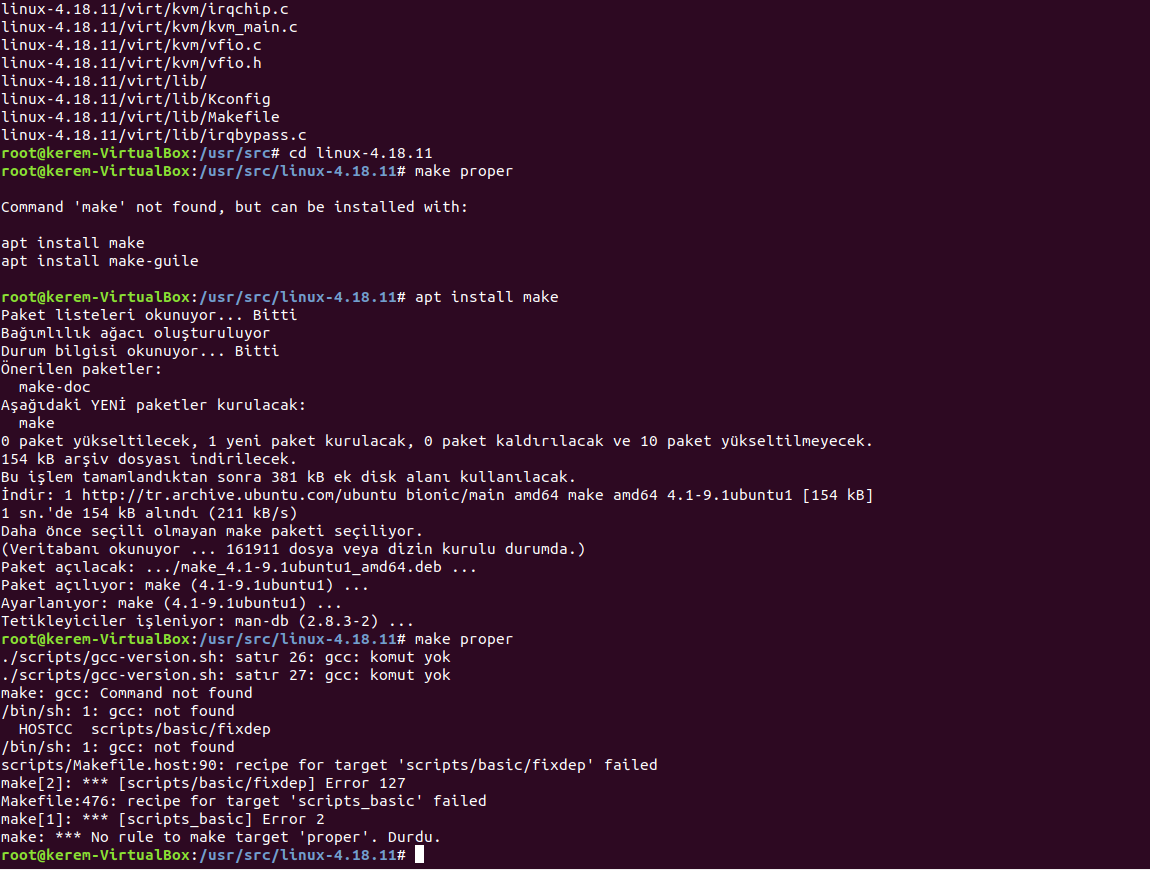 linux-4.18.11/virt/kvm/irqchip.c
linux-4.18.11/virt/kvm/kvm_main.c
linux-4.18.11/virt/kvm/vfio.c
linux-4.18.11/virt/kvm/vfio.h
linux-4.18.11/virt/lib/
linux-4.18.11/virt/lib/Kconfig
linux-4.18.11/virt/lib/Makefile
linux-4.18.11/virt/lib/irqbypass.c
root@kerem-VirtualBox:/usr/src# cd linux-4.18.11
root@kerem-VirtualBox:/usr/src/linux-4.18.11# make proper
Command 'make' not found, but can be installed with:
apt install make
apt install make-guile
root@kerem-VirtualBox:/usr/src/linux-4.18.11# apt install make
Paket listeleri okunuyor... Bitti
Bağımlılık ağacı oluşturuluyor
Durum bilgisi okunuyor... Bitti
Önerilen paketler:
  make-doc
Aşağıdaki YENİ paketler kurulacak:
  make
0 paket yükseltilecek, 1 yeni paket kurulacak, 0 paket kaldırılacak ve 10 paket yükseltilmeyecek.
154 kB arşiv dosyası indirilecek.
Bu işlem tamamlandıktan sonra 381 kB ek disk alanı kullanılacak.
İndir: 1 http://tr.archive.ubuntu.com/ubuntu bionic/main amd64 make amd64 4.1-9.1ubuntu1 [154 kB]
1 sn.'de 154 kB alındı (211 kB/s)
Daha önce seçili olmayan make paketi seçiliyor.
(Veritabanı okunuyor ... 161911 dosya veya dizin kurulu durumda.)
Paket açılacak: .../make_4.1-9.1ubuntu1_amd64.deb ...
Paket açılıyor: make (4.1-9.1ubuntu1) ...
Ayarlanıyor: make (4.1-9.1ubuntu1) ...
Tetikleyiciler işleniyor: man-db (2.8.3-2) ...
root@kerem-VirtualBox:/usr/src/linux-4.18.11# make proper
./scripts/gcc-version.sh: satır 26: gcc: komut yok
./scripts/gcc-version.sh: satır 27: gcc: komut yok
make: gcc: Command not found
/bin/sh: 1: gcc: not found
  HOSTCC  scripts/basic/fixdep
/bin/sh: 1: gcc: not found
scripts/Makefile.host:90: recipe for target 'scripts/basic/fixdep' failed
make[2]: *** [scripts/basic/fixdep] Error 127
Makefile:476: recipe for target 'scripts_basic' failed
make[1]: *** [scripts_basic] Error 2
make: *** No rule to make target 'proper'. Durdu.
root@kerem-VirtualBox:/usr/src/linux-4.18.11#